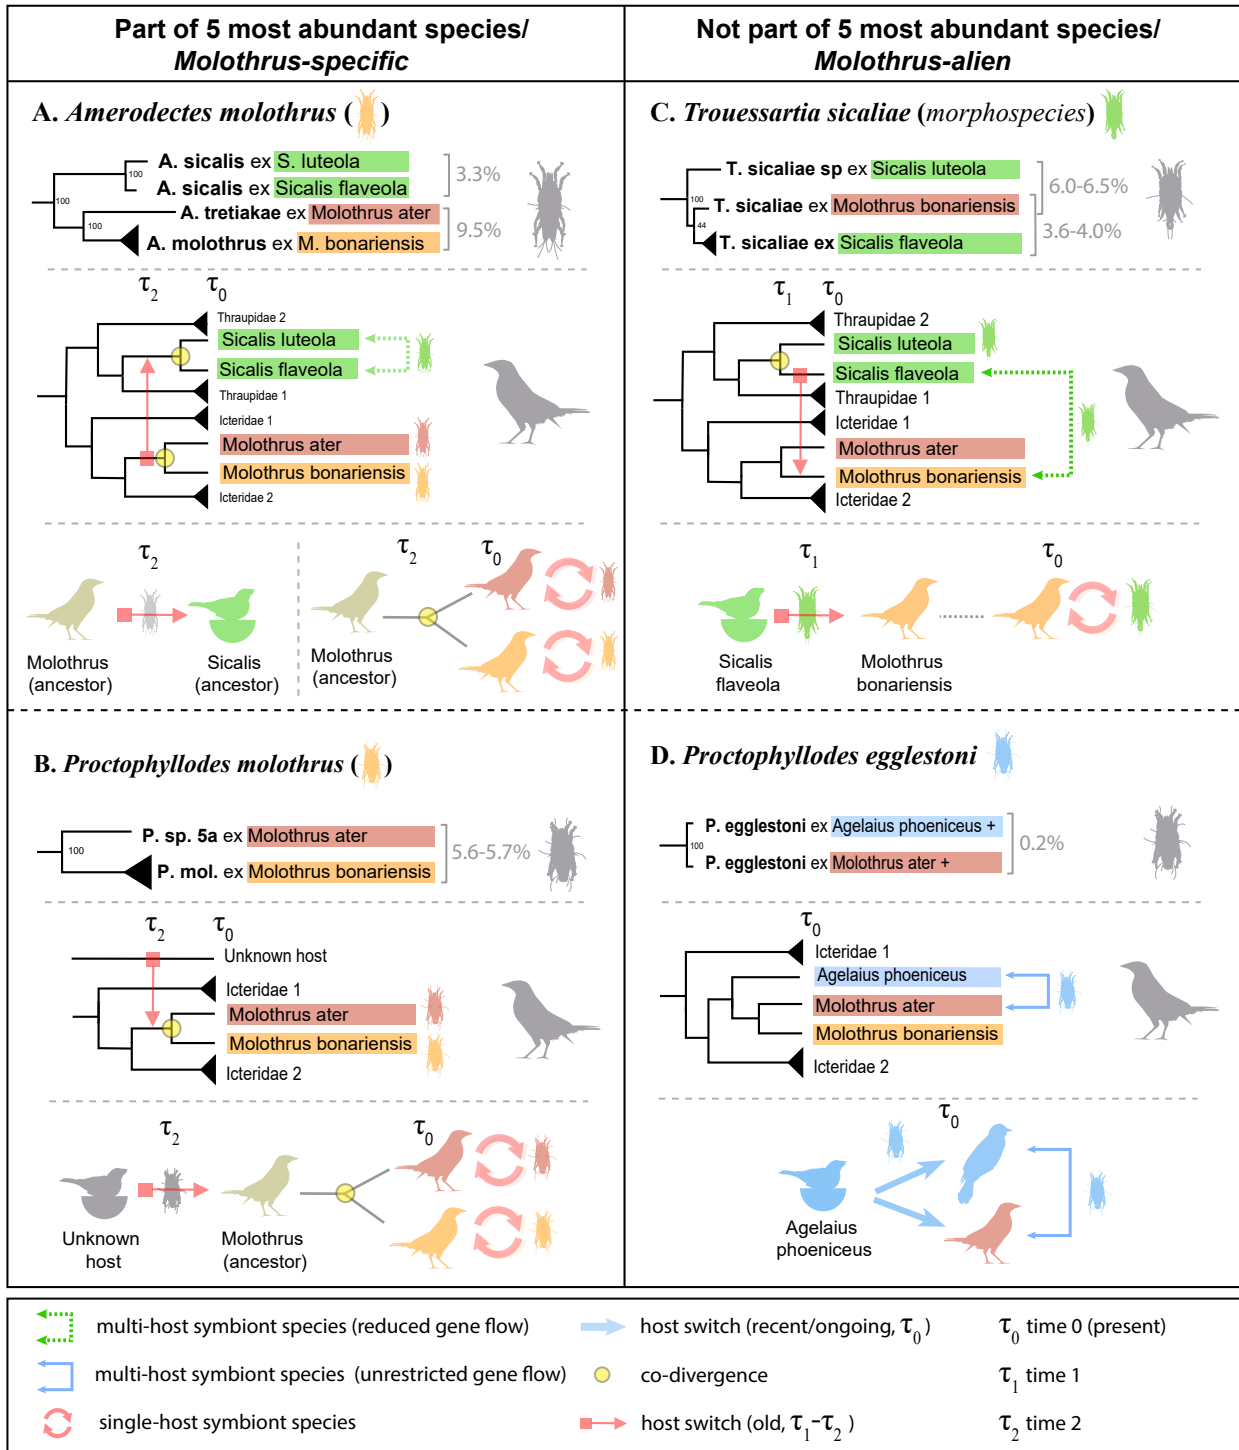 Part of 5 most abundant species/
Molothrus-specific
Not part of 5 most abundant species/
Molothrus-alien
A. Amerodectes molothrus ( )
A. sicalis ex S. luteola
100
A. sicalis ex Sicalis flaveola
3.3%
100
A. tretiakae ex Molothrus ater
100
A. molothrus ex M. bonariensis
9.5%
τ2 τ0
Thraupidae 2
Sicalis luteola
Sicalis flaveola
Thraupidae 1
Icteridae 1
Molothrus ater
Molothrus bonariensis
Icteridae 2
τ2
Molothrus
(ancestor)
Sicalis
(ancestor)
τ2 τ0
Molothrus
(ancestor)
C. Trouessartia sicaliae (morphospecies)
T. sicaliae sp ex Sicalis luteola
6.0-6.5%
100
T. sicaliae ex Molothrus bonariensis
44
3.6-4.0%
T. sicaliae ex Sicalis flaveola
τ1 τ0
Thraupidae 2
Sicalis luteola
Sicalis flaveola
Thraupidae 1
Icteridae 1
Molothrus ater
Molothrus bonariensis
Icteridae 2
τ1 τ0
Sicalis
flaveola
Molothrus
bonariensis
B. Proctophyllodes molothrus ( )
P. sp. 5a ex Molothrus ater
100
5.6-5.7%
P. mol. ex Molothrus bonariensis
τ2 τ0
Unknown host
Icteridae 1
Molothrus ater
Molothrus bonariensis
Icteridae 2
τ2 τ0
Unknown
host
Molothrus
(ancestor)
D. Proctophyllodes egglestoni
P. egglestoni ex Agelaius phoeniceus +
100
0.2%
P. egglestoni ex Molothrus ater +
τ0
Icteridae 1
Agelaius phoeniceus
Molothrus ater
Molothrus bonariensis
Icteridae 2
τ0
Agelaius
phoeniceus
multi-host symbiont species (reduced gene flow)
host switch (recent/ongoing, τ0 )
τ0 time 0 (present)
multi-host symbiont species (unrestricted gene flow)
co-divergence
τ1 time 1
single-host symbiont species
host switch (old, τ1-τ2 )
τ2 time 2